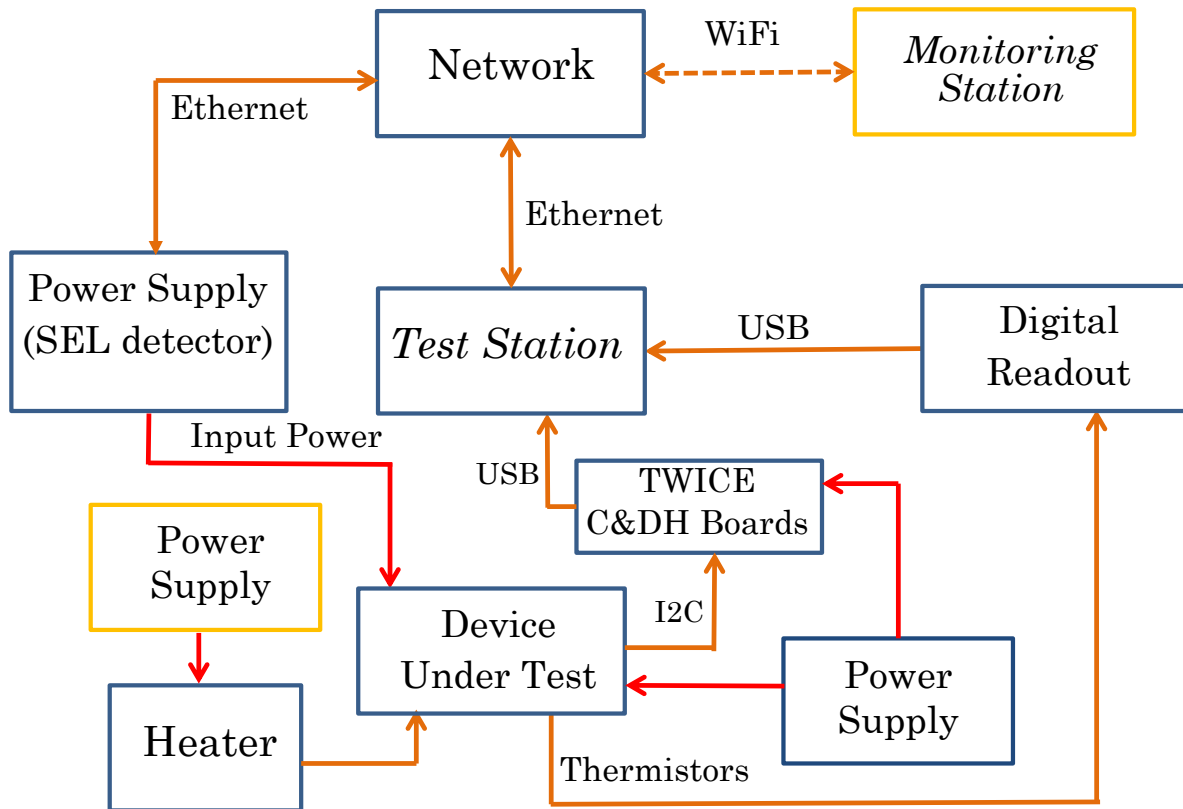 WiFi
Network
Monitoring
Station
Ethernet
Ethernet
Power Supply
(SEL detector)
Test Station
USB
Digital
Readout
Input Power
USB
TWICE
C&DH Boards
Power
Supply
I2C
Device
Under Test
Power
Supply
Heater
Thermistors